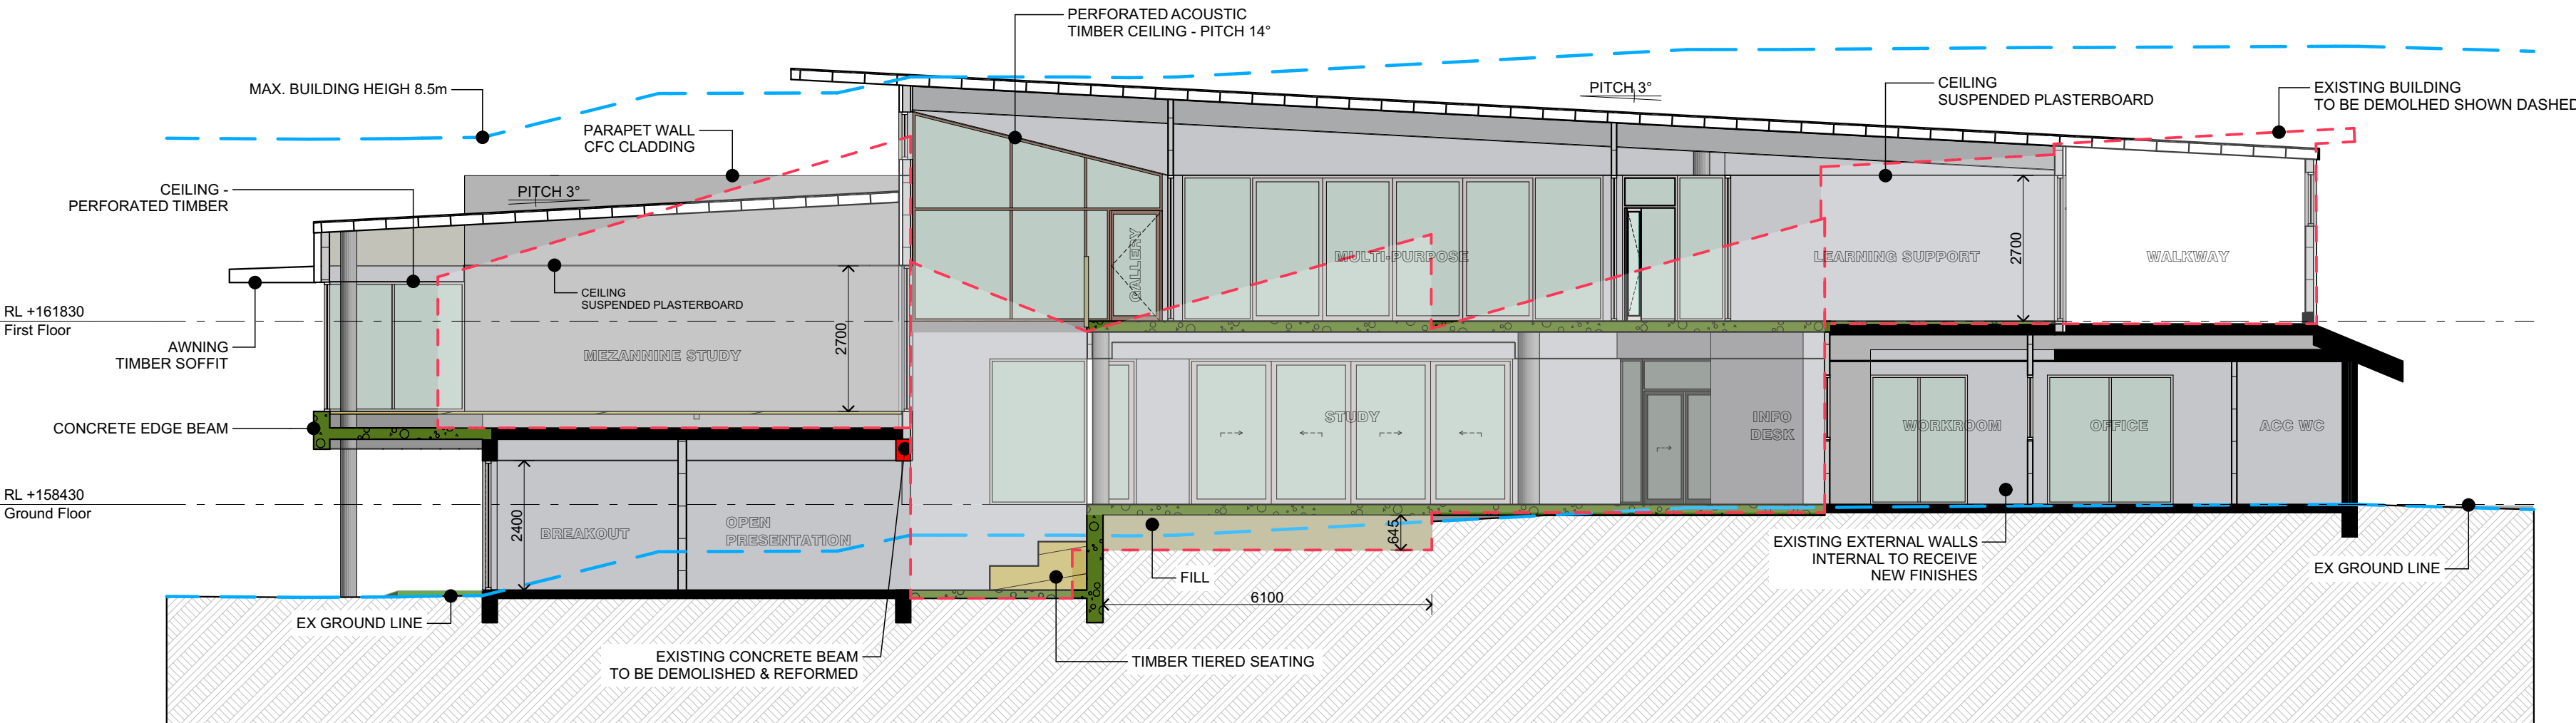 PERFORATED ACOUSTIC
TIMBER CEILING - PITCH 14°
MAX. BUILDING HEIGH 8.5m
PITCH 3°
CEILING
SUSPENDED PLASTERBOARD
EXISTING BUILDING
TO BE DEMOLHED SHOWN DASHED
PARAPET WALL
CFC CLADDING
CEILING -
PERFORATED TIMBER
PITCH 3°
GALLERY
MULTI-PURPOSE
LEARNING SUPPORT
2700
WALKWAY
CEILING
SUSPENDED PLASTERBOARD
RL +161830
First Floor
AWNING
TIMBER SOFFIT
MEZANNINE STUDY
2700
CONCRETE EDGE BEAM
STUDY
INFO
DESK
WORKROOM
OFFICE
ACC WC
RL +158430
Ground Floor
2400
BREAKOUT
OPEN
PRESENTATION
645
EXISTING EXTERNAL WALLS
INTERNAL TO RECEIVE
NEW FINISHES
EX GROUND LINE
FILL
6100
EX GROUND LINE
EXISTING CONCRETE BEAM
TO BE DEMOLISHED & REFORMED
TIMBER TIERED SEATING